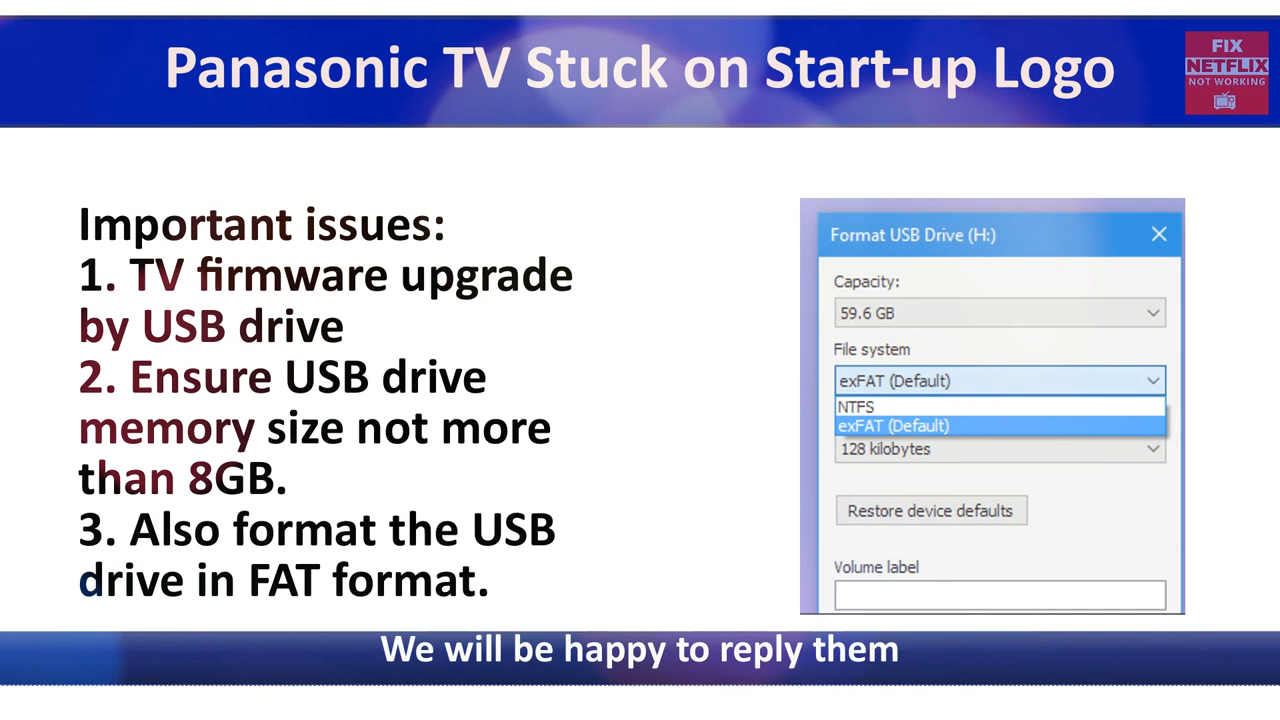 Panasonic TV Stuck on Start-up Logo
FIX
NETFLIX
NOT WORKING
Important issues:
1. TV firmware upgrade
by USB drive
2. Ensure USB drive
memory size not more
than 8GB.
3. Also format the USB
drive in FAT format.
Format USB Drive (H:)
Capacity:
59.6 GB
File system
exFAT (Default)
NTFS
exFAT (Default)
128 kilobytes
Restore device defaults
Volume label
We will be happy to reply them